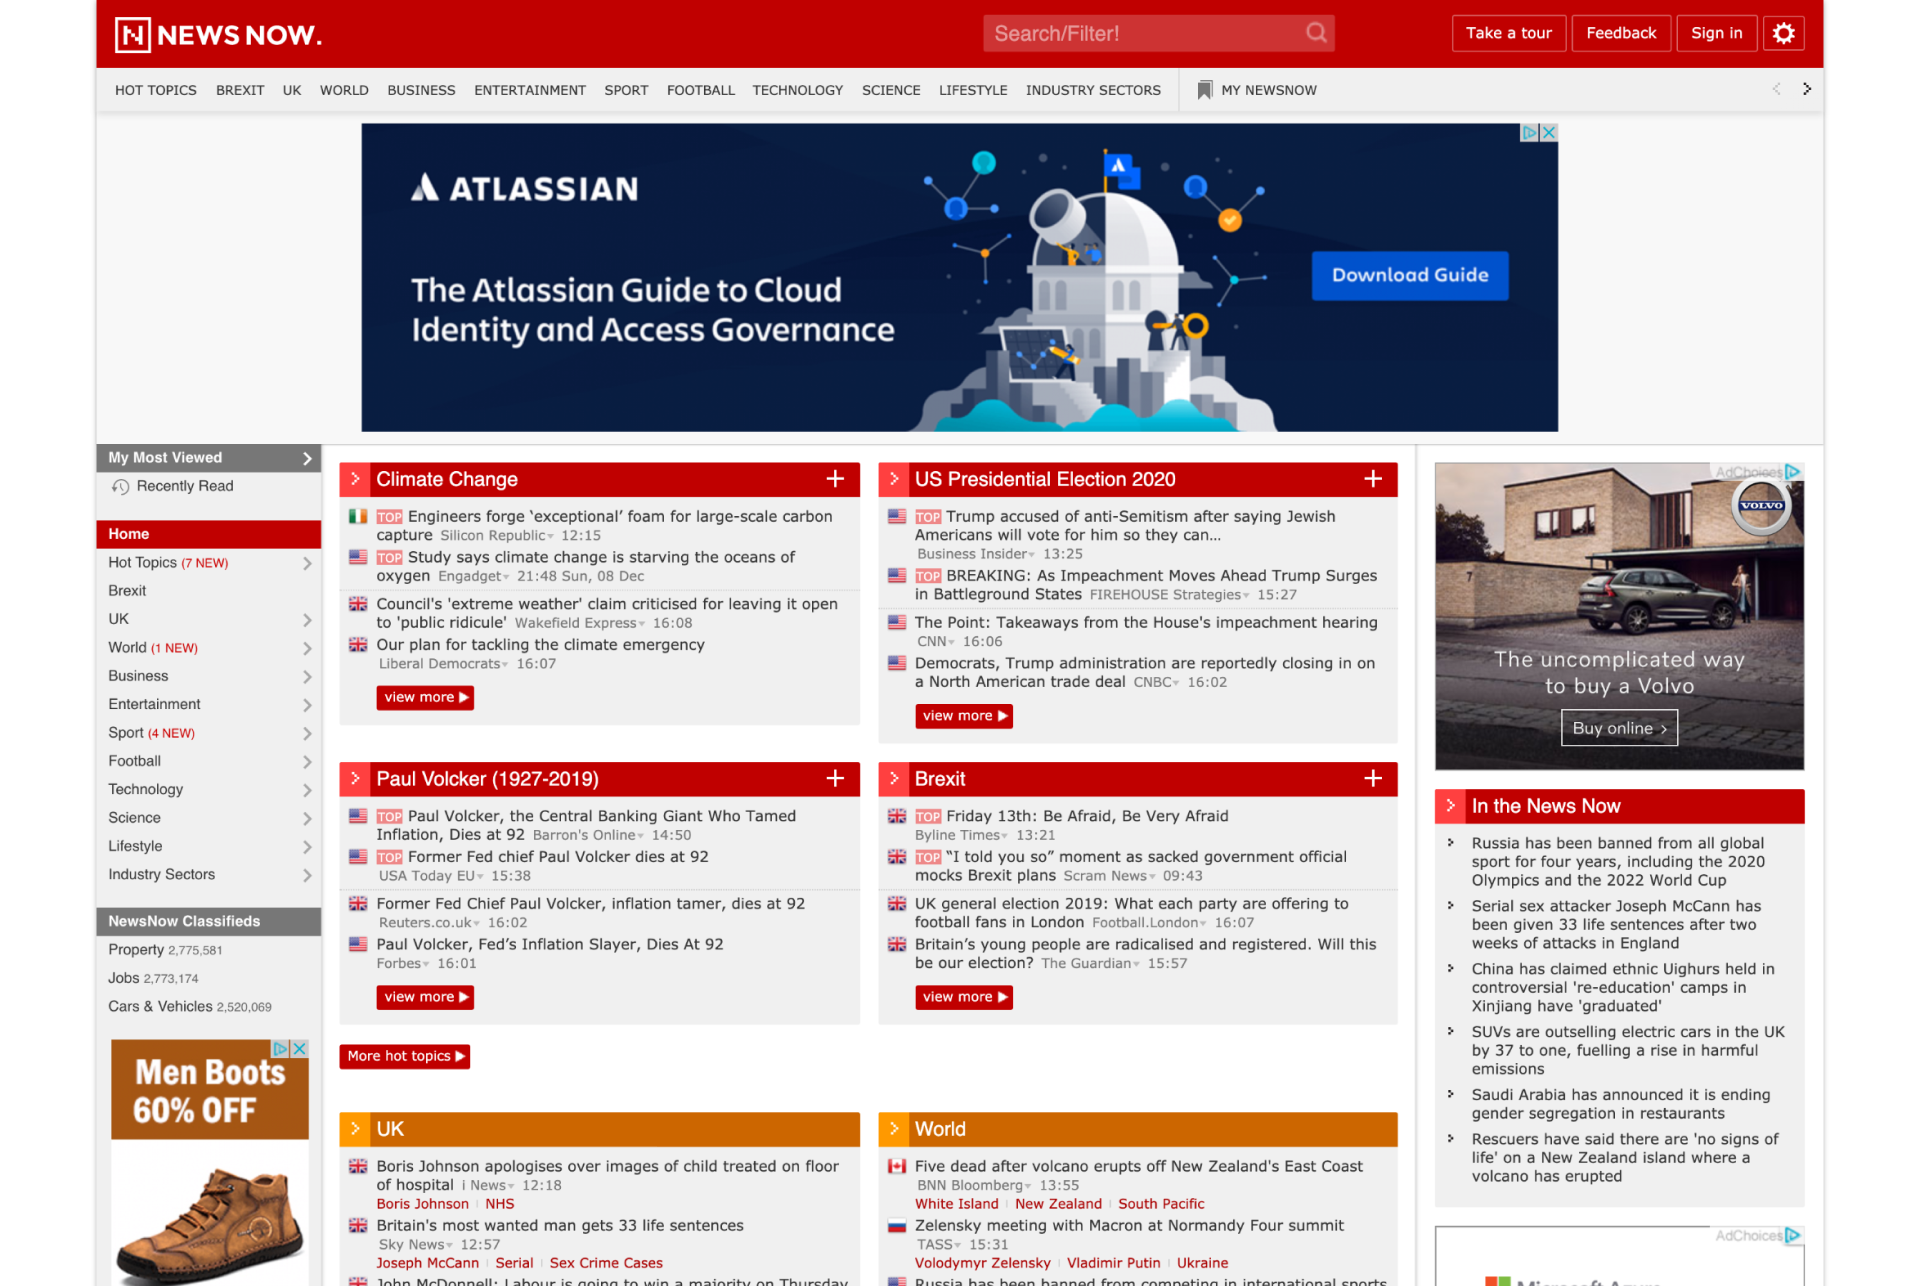 NEWS NOW.
Search/Filter!
Take a tour
Feedback
Sign in
HOT TOPICS BREXIT UK WORLD BUSINESS ENTERTAINMENT SPORT FOOTBALL TECHNOLOGY SCIENCE LIFESTYLE INDUSTRY SECTORS MY NEWSNOW
ATLASSIAN
The Atlassian Guide to Cloud
Identity and Access Governance
Download Guide
My Most Viewed
Recently Read
Home
Hot Topics (7 NEW)
Brexit
UK
World (1 NEW)
Business
Entertainment
Sport (4 NEW)
Football
Technology
Science
Lifestyle
Industry Sectors
NewsNow Classifieds
Property 2,775,581
Jobs 2,773,174
Cars & Vehicles 2,520,069
Men Boots
60% OFF
Climate Change
TOP Engineers forge ‘exceptional’ foam for large-scale carbon
capture Silicon Republic 12:15
TOP Study says climate change is starving the oceans of
oxygen Engadget 21:48 Sun, 08 Dec
Council's 'extreme weather' claim criticised for leaving it open
to 'public ridicule' Wakefield Express 16:08
Our plan for tackling the climate emergency
Liberal Democrats 16:07
view more
US Presidential Election 2020
TOP Trump accused of anti-Semitism after saying Jewish
Americans will vote for him so they can...
Business Insider 13:25
TOP BREAKING: As Impeachment Moves Ahead Trump Surges
in Battleground States FIREHOUSE Strategies 15:27
The Point: Takeaways from the House's impeachment hearing
CNN 16:06
Democrats, Trump administration are reportedly closing in on
a North American trade deal CNBC 16:02
view more
Paul Volcker (1927-2019)
TOP Paul Volcker, the Central Banking Giant Who Tamed
Inflation, Dies at 92 Barron's Online 14:50
TOP Former Fed chief Paul Volcker dies at 92
USA Today EU 15:38
Former Fed Chief Paul Volcker, inflation tamer, dies at 92
Reuters.co.uk 16:02
Paul Volcker, Fed’s Inflation Slayer, Dies At 92
Forbes 16:01
view more
Brexit
TOP Friday 13th: Be Afraid, Be Very Afraid
Byline Times 13:21
TOP “I told you so” moment as sacked government official
mocks Brexit plans Scram News 09:43
UK general election 2019: What each party are offering to
football fans in London Football.London 16:07
Britain’s young people are radicalised and registered. Will this
be our election? The Guardian 15:57
view more
More hot topics
UK
Boris Johnson apologises over images of child treated on floor
of hospital i News 12:18
Boris Johnson NHS
Britain's most wanted man gets 33 life sentences
Sky News 12:57
Joseph McCann Serial Sex Crime Cases
John McDonnell: Labour is going to win a majority on Thursday
World
Five dead after volcano erupts off New Zealand's East Coast
BNN Bloomberg 13:55
White Island New Zealand South Pacific
Zelensky meeting with Macron at Normandy Four summit
TASS 15:31
Volodymyr Zelensky Vladimir Putin Ukraine
Russia has been banned from competing in international sports
AdChoices
VOLVO
The uncomplicated way
to buy a Volvo
Buy online
In the News Now
Russia has been banned from all global
sport for four years, including the 2020
Olympics and the 2022 World Cup
Serial sex attacker Joseph McCann has
been given 33 life sentences after two
weeks of attacks in England
China has claimed ethnic Uighurs held in
controversial 're-education' camps in
Xinjiang have 'graduated'
SUVs are outselling electric cars in the UK
by 37 to one, fuelling a rise in harmful
emissions
Saudi Arabia has announced it is ending
gender segregation in restaurants
Rescuers have said there are 'no signs of
life' on a New Zealand island where a
volcano has erupted
AdChoices
Microsoft Azure